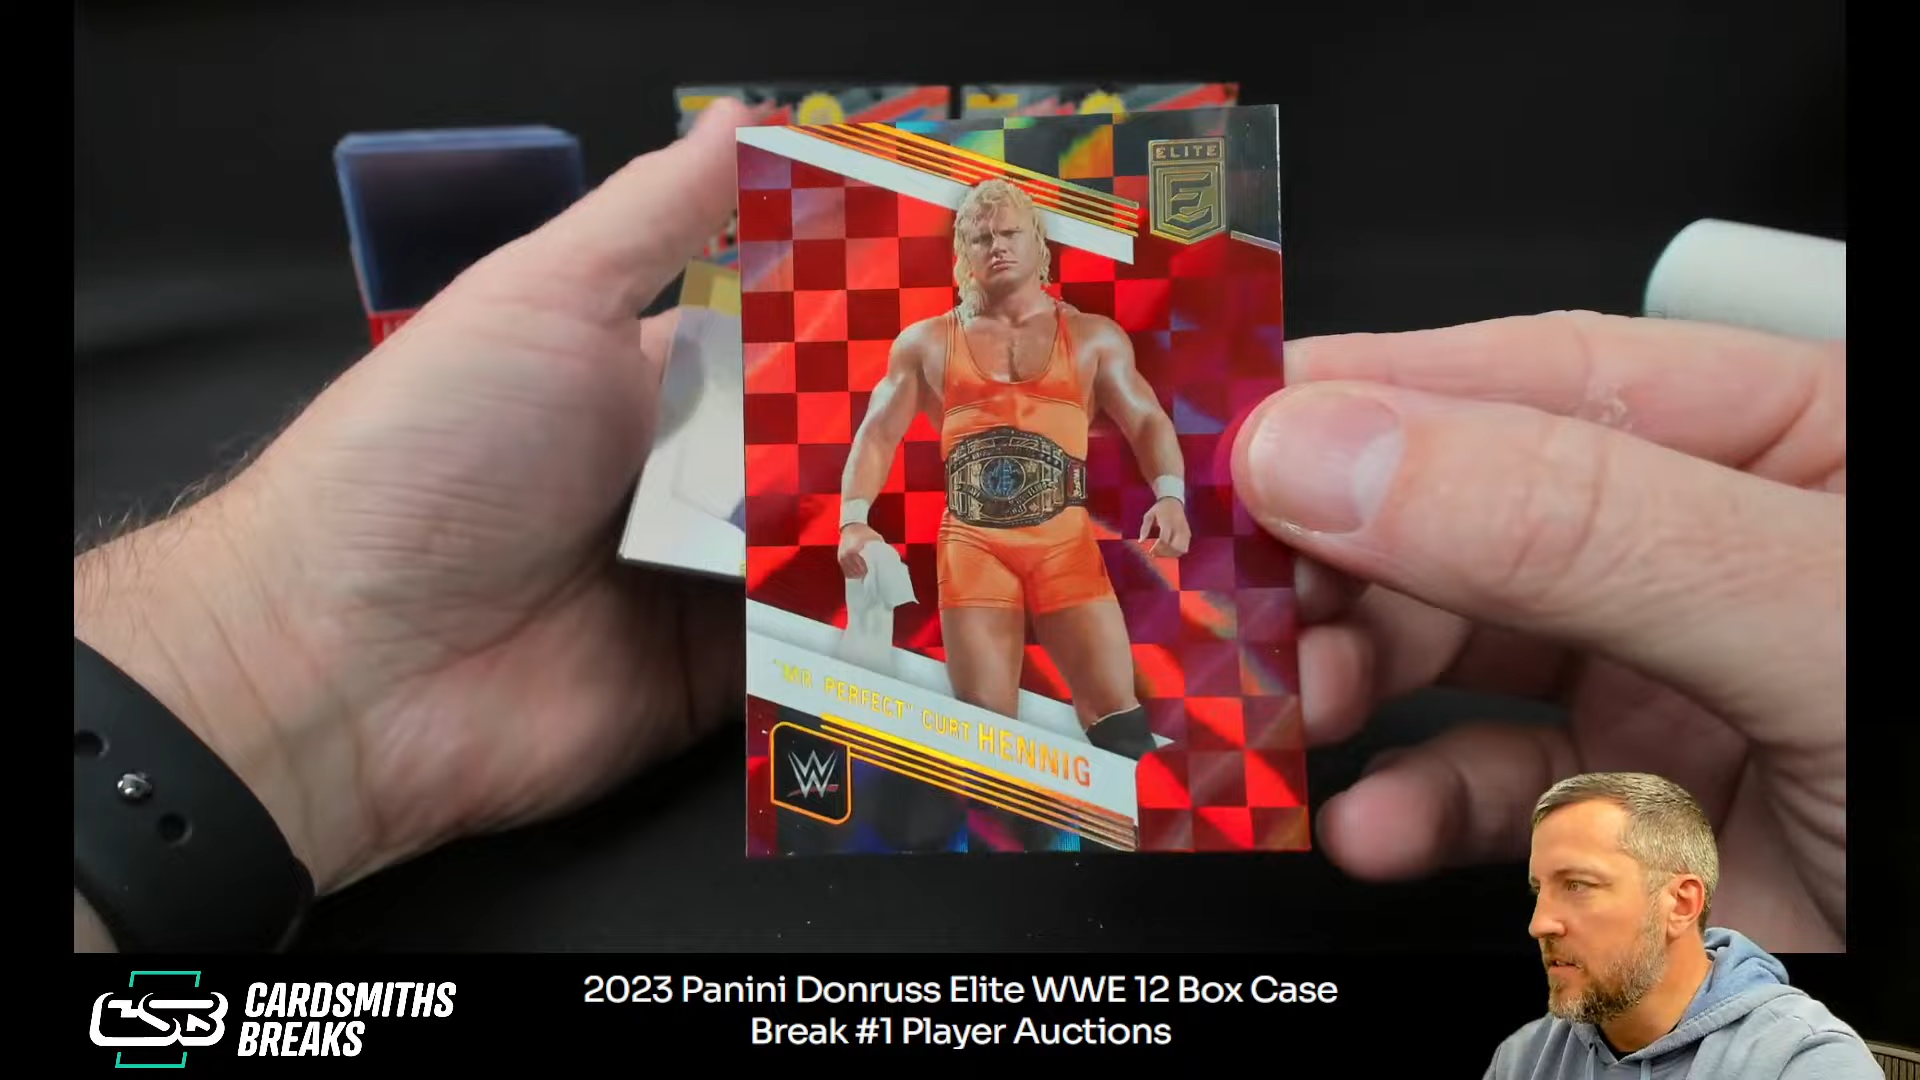 ELITE
E
"MR. PERFECT" CURT HENNIG
W
CSB CARDSMITHS
BREAKS
2023 Panini Donruss Elite WWE 12 Box Case
Break #1 Player Auctions